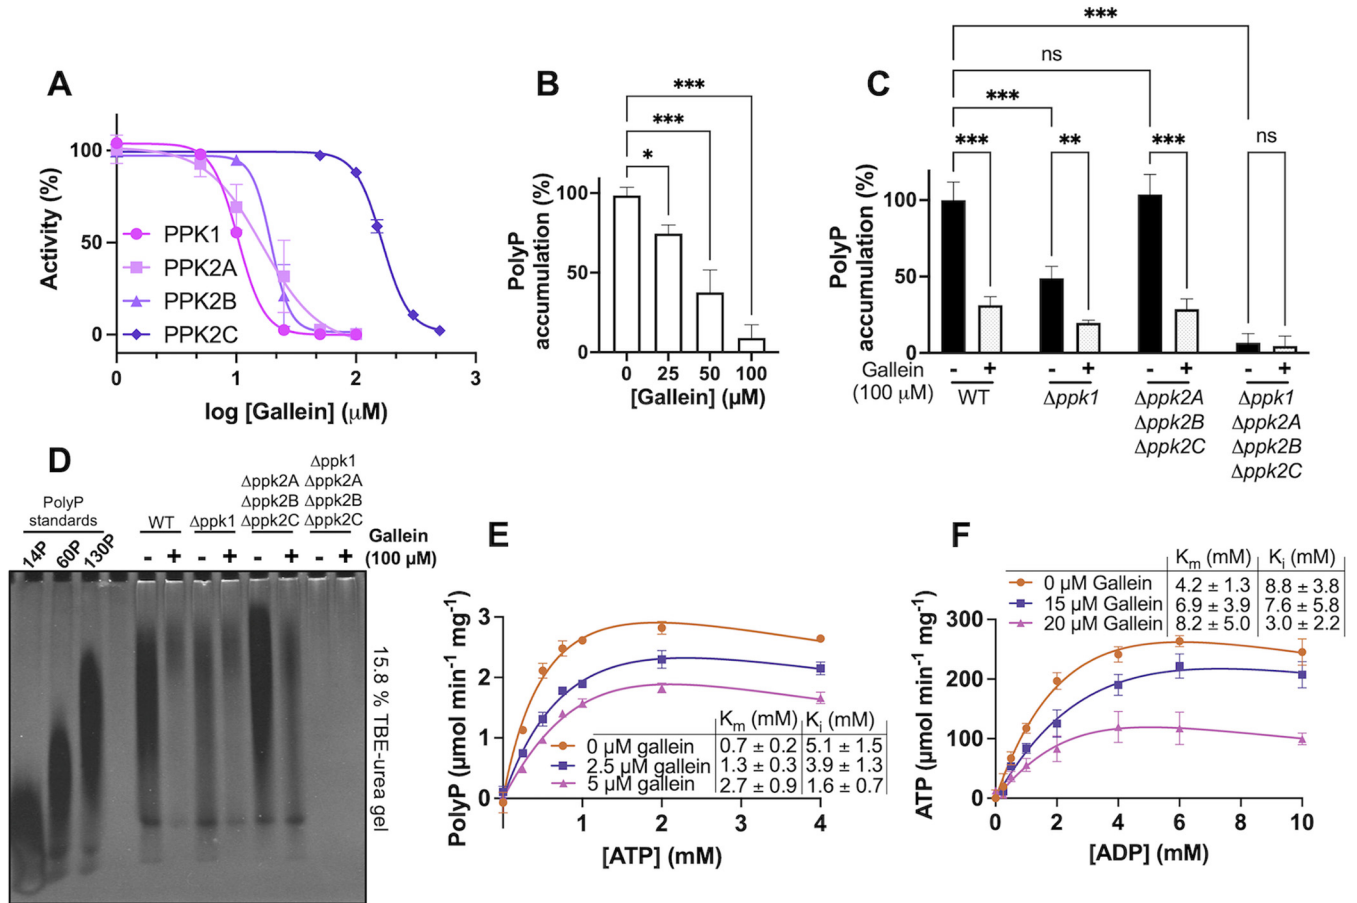 A
Activity (%)
100
50
0
PPK1
PPK2A
PPK2B
PPK2C
0
1
2
3
log [Gallein] (μM)
B
PolyP
accumulation (%)
100
50
0
*
***
***
0
25
50
100
[Gallein] (μM)
C
PolyP
accumulation (%)
100
50
0
***
ns
***
***
**
***
ns
Gallein
(100 μM)
- + - + - + - +
WT
Δppk1
Δppk2A
Δppk2B
Δppk2C
Δppk1
Δppk2A
Δppk2B
Δppk2C
D
PolyP
standards
14P
60P
130P
WT
Δppk1
Δppk2A
Δppk2B
Δppk2C
Δppk1
Δppk2A
Δppk2B
Δppk2C
- + - + - + - +
Gallein
(100 μM)
15.8 % TBE-urea gel
E
PolyP (μmol min-1 mg-1)
3
2
1
0
1
2
3
4
[ATP] (mM)
Km (mM) Ki (mM)
0 μM gallein 0.7 ± 0.2 5.1 ± 1.5
2.5 μM gallein 1.3 ± 0.3 3.9 ± 1.3
5 μM gallein 2.7 ± 0.9 1.6 ± 0.7
F
Km (mM) Ki (mM)
0 μM Gallein 4.2 ± 1.3 8.8 ± 3.8
15 μM Gallein 6.9 ± 3.9 7.6 ± 5.8
20 μM Gallein 8.2 ± 5.0 3.0 ± 2.2
ATP (μmol min-1 mg-1)
300
200
100
0
0
2
4
6
8
10
[ADP] (mM)